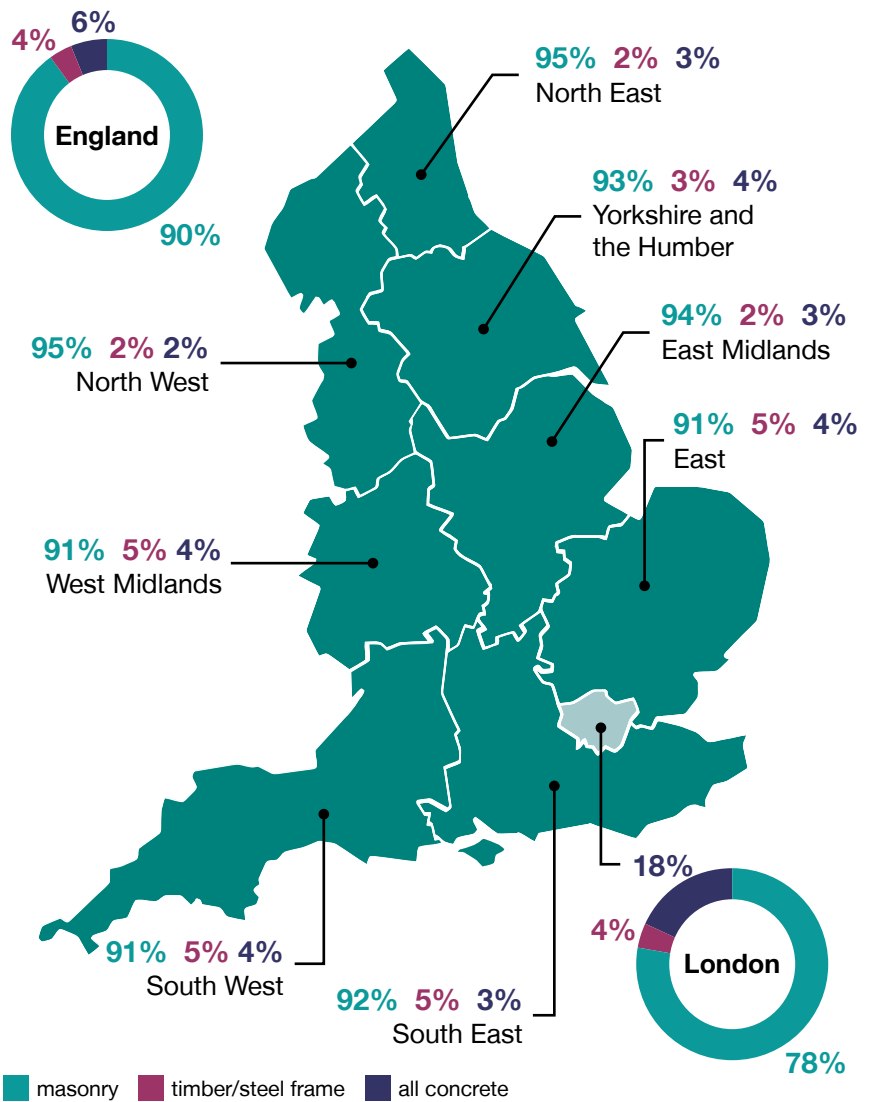 6%
4%
England
90%
95% 2% 3%
North East
93% 3% 4%
Yorkshire and
the Humber
94% 2% 3%
East Midlands
95% 2% 2%
North West
91% 5% 4%
East
91% 5% 4%
West Midlands
18%
4%
London
78%
91% 5% 4%
South West
92% 5% 3%
South East
masonry timber/steel frame all concrete